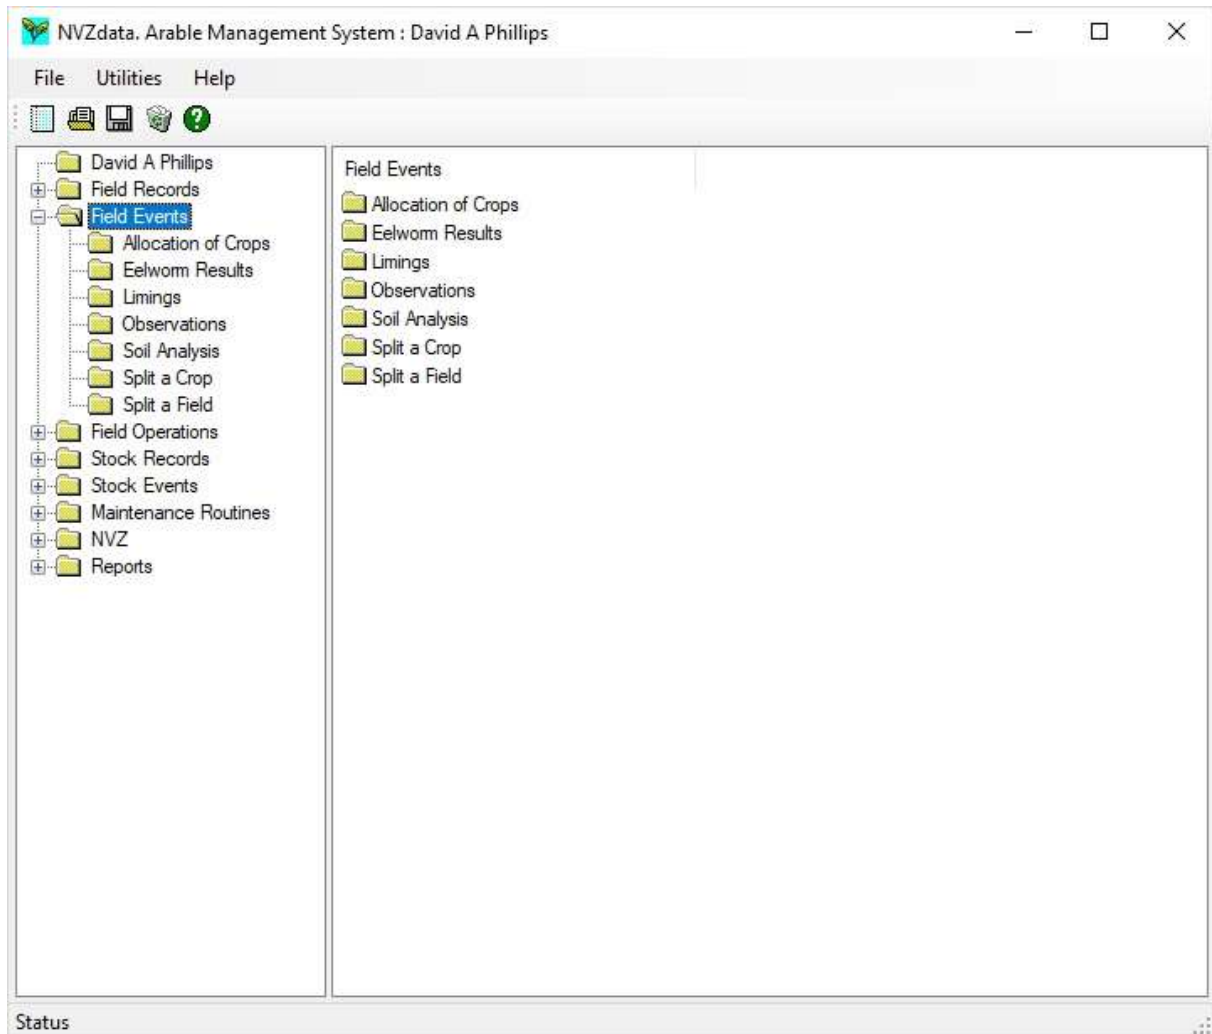 NVZdata. Arable Management System : David A Phillips
File Utilities Help
David A Phillips
Field Records
Field Events
Allocation of Crops
Eelworm Results
Limings
Observations
Soil Analysis
Split a Crop
Split a Field
Field Operations
Stock Records
Stock Events
Maintenance Routines
NVZ
Reports
Field Events
Allocation of Crops
Eelworm Results
Limings
Observations
Soil Analysis
Split a Crop
Split a Field
Status